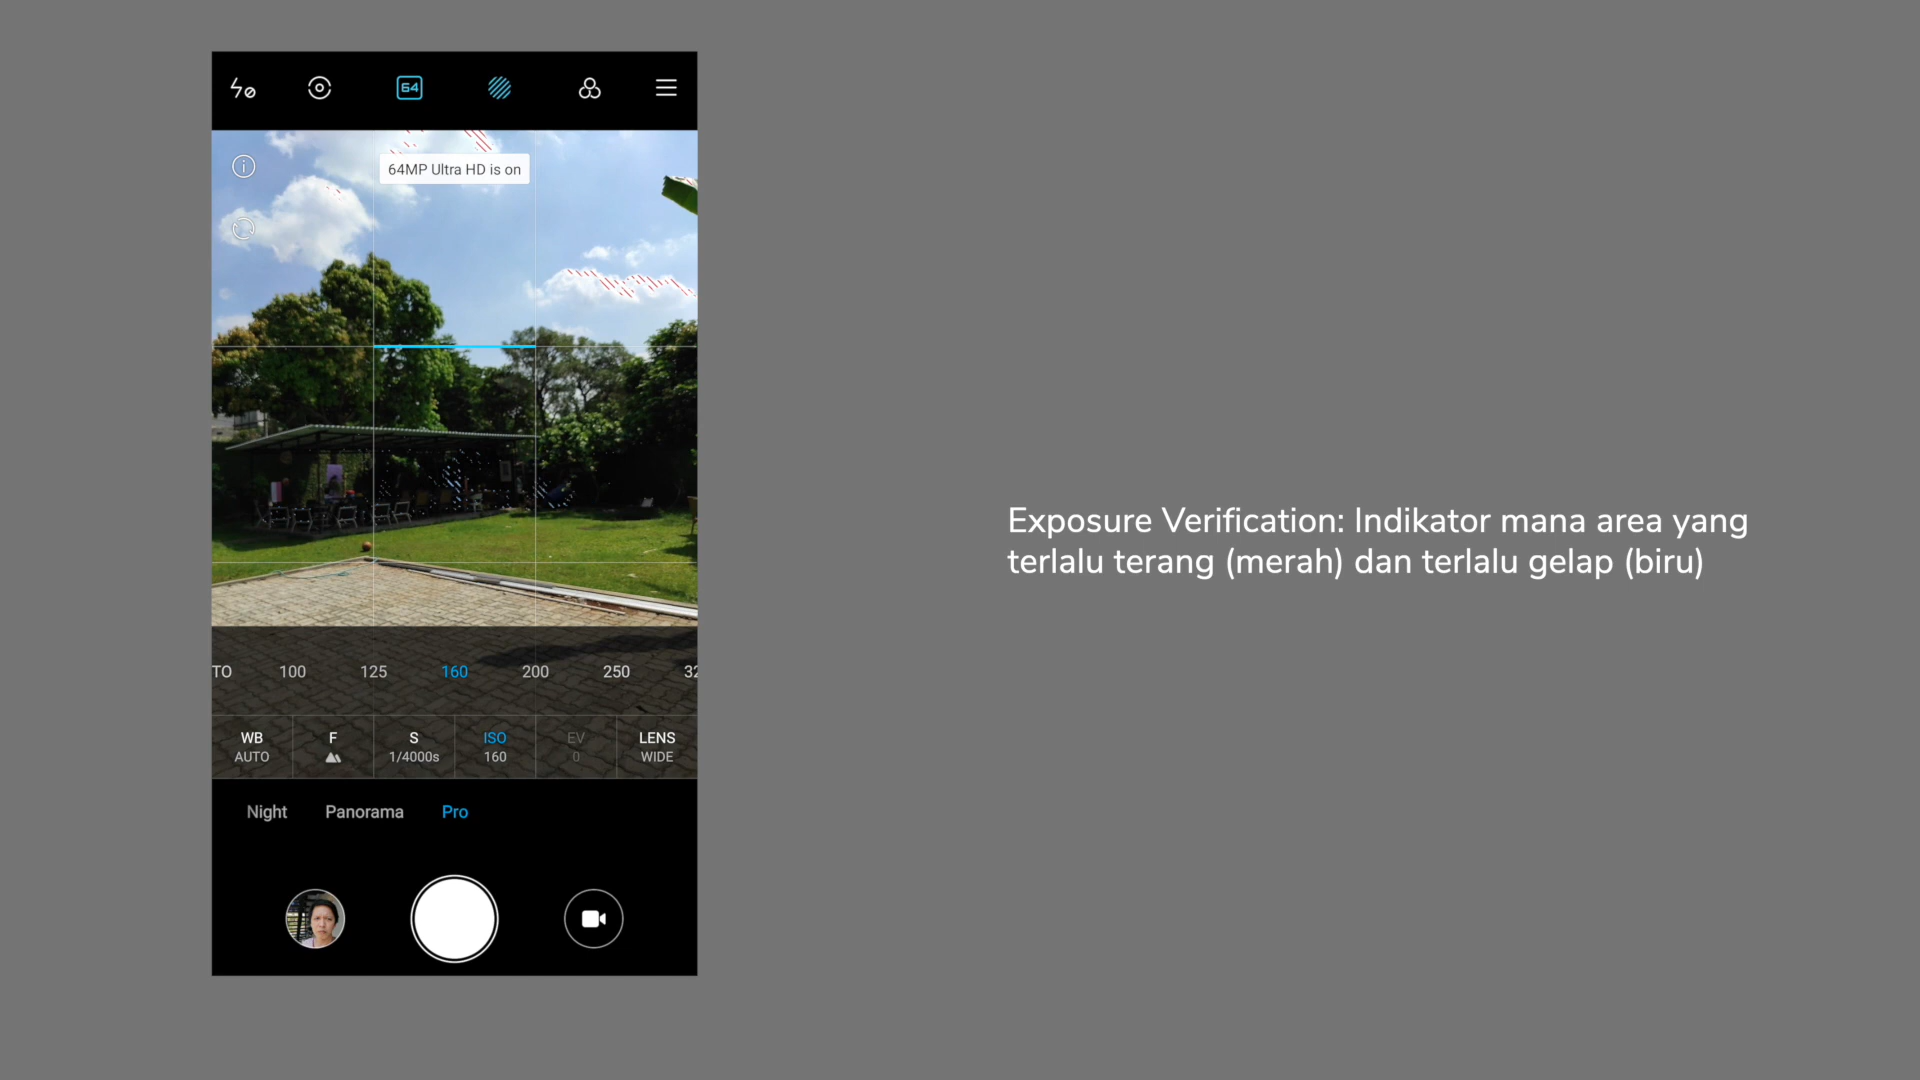 64
64MP Ultra HD is on
TO 100 125 160 200 250 32
WB F S ISO EV LENS
AUTO 1/4000s 160 0 WIDE
Night Panorama Pro
Exposure Verification: Indikator mana area yang
terlalu terang (merah) dan terlalu gelap (biru)